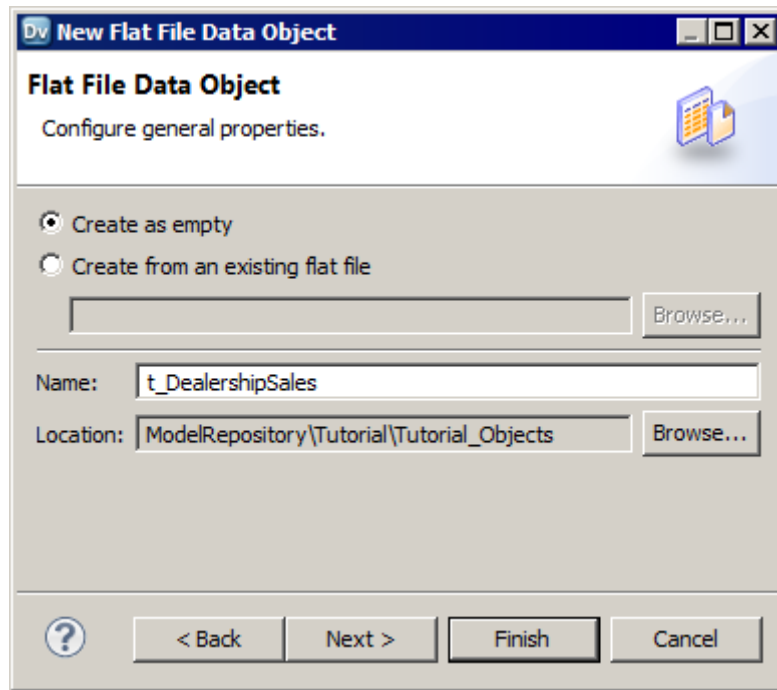 Dv New Flat File Data Object
Flat File Data Object
Configure general properties.
Create as empty
Create from an existing flat file
Browse...
Name: t_DealershipSales
Location: ModelRepository\Tutorial\Tutorial_Objects Browse...
? < Back Next > Finish Cancel